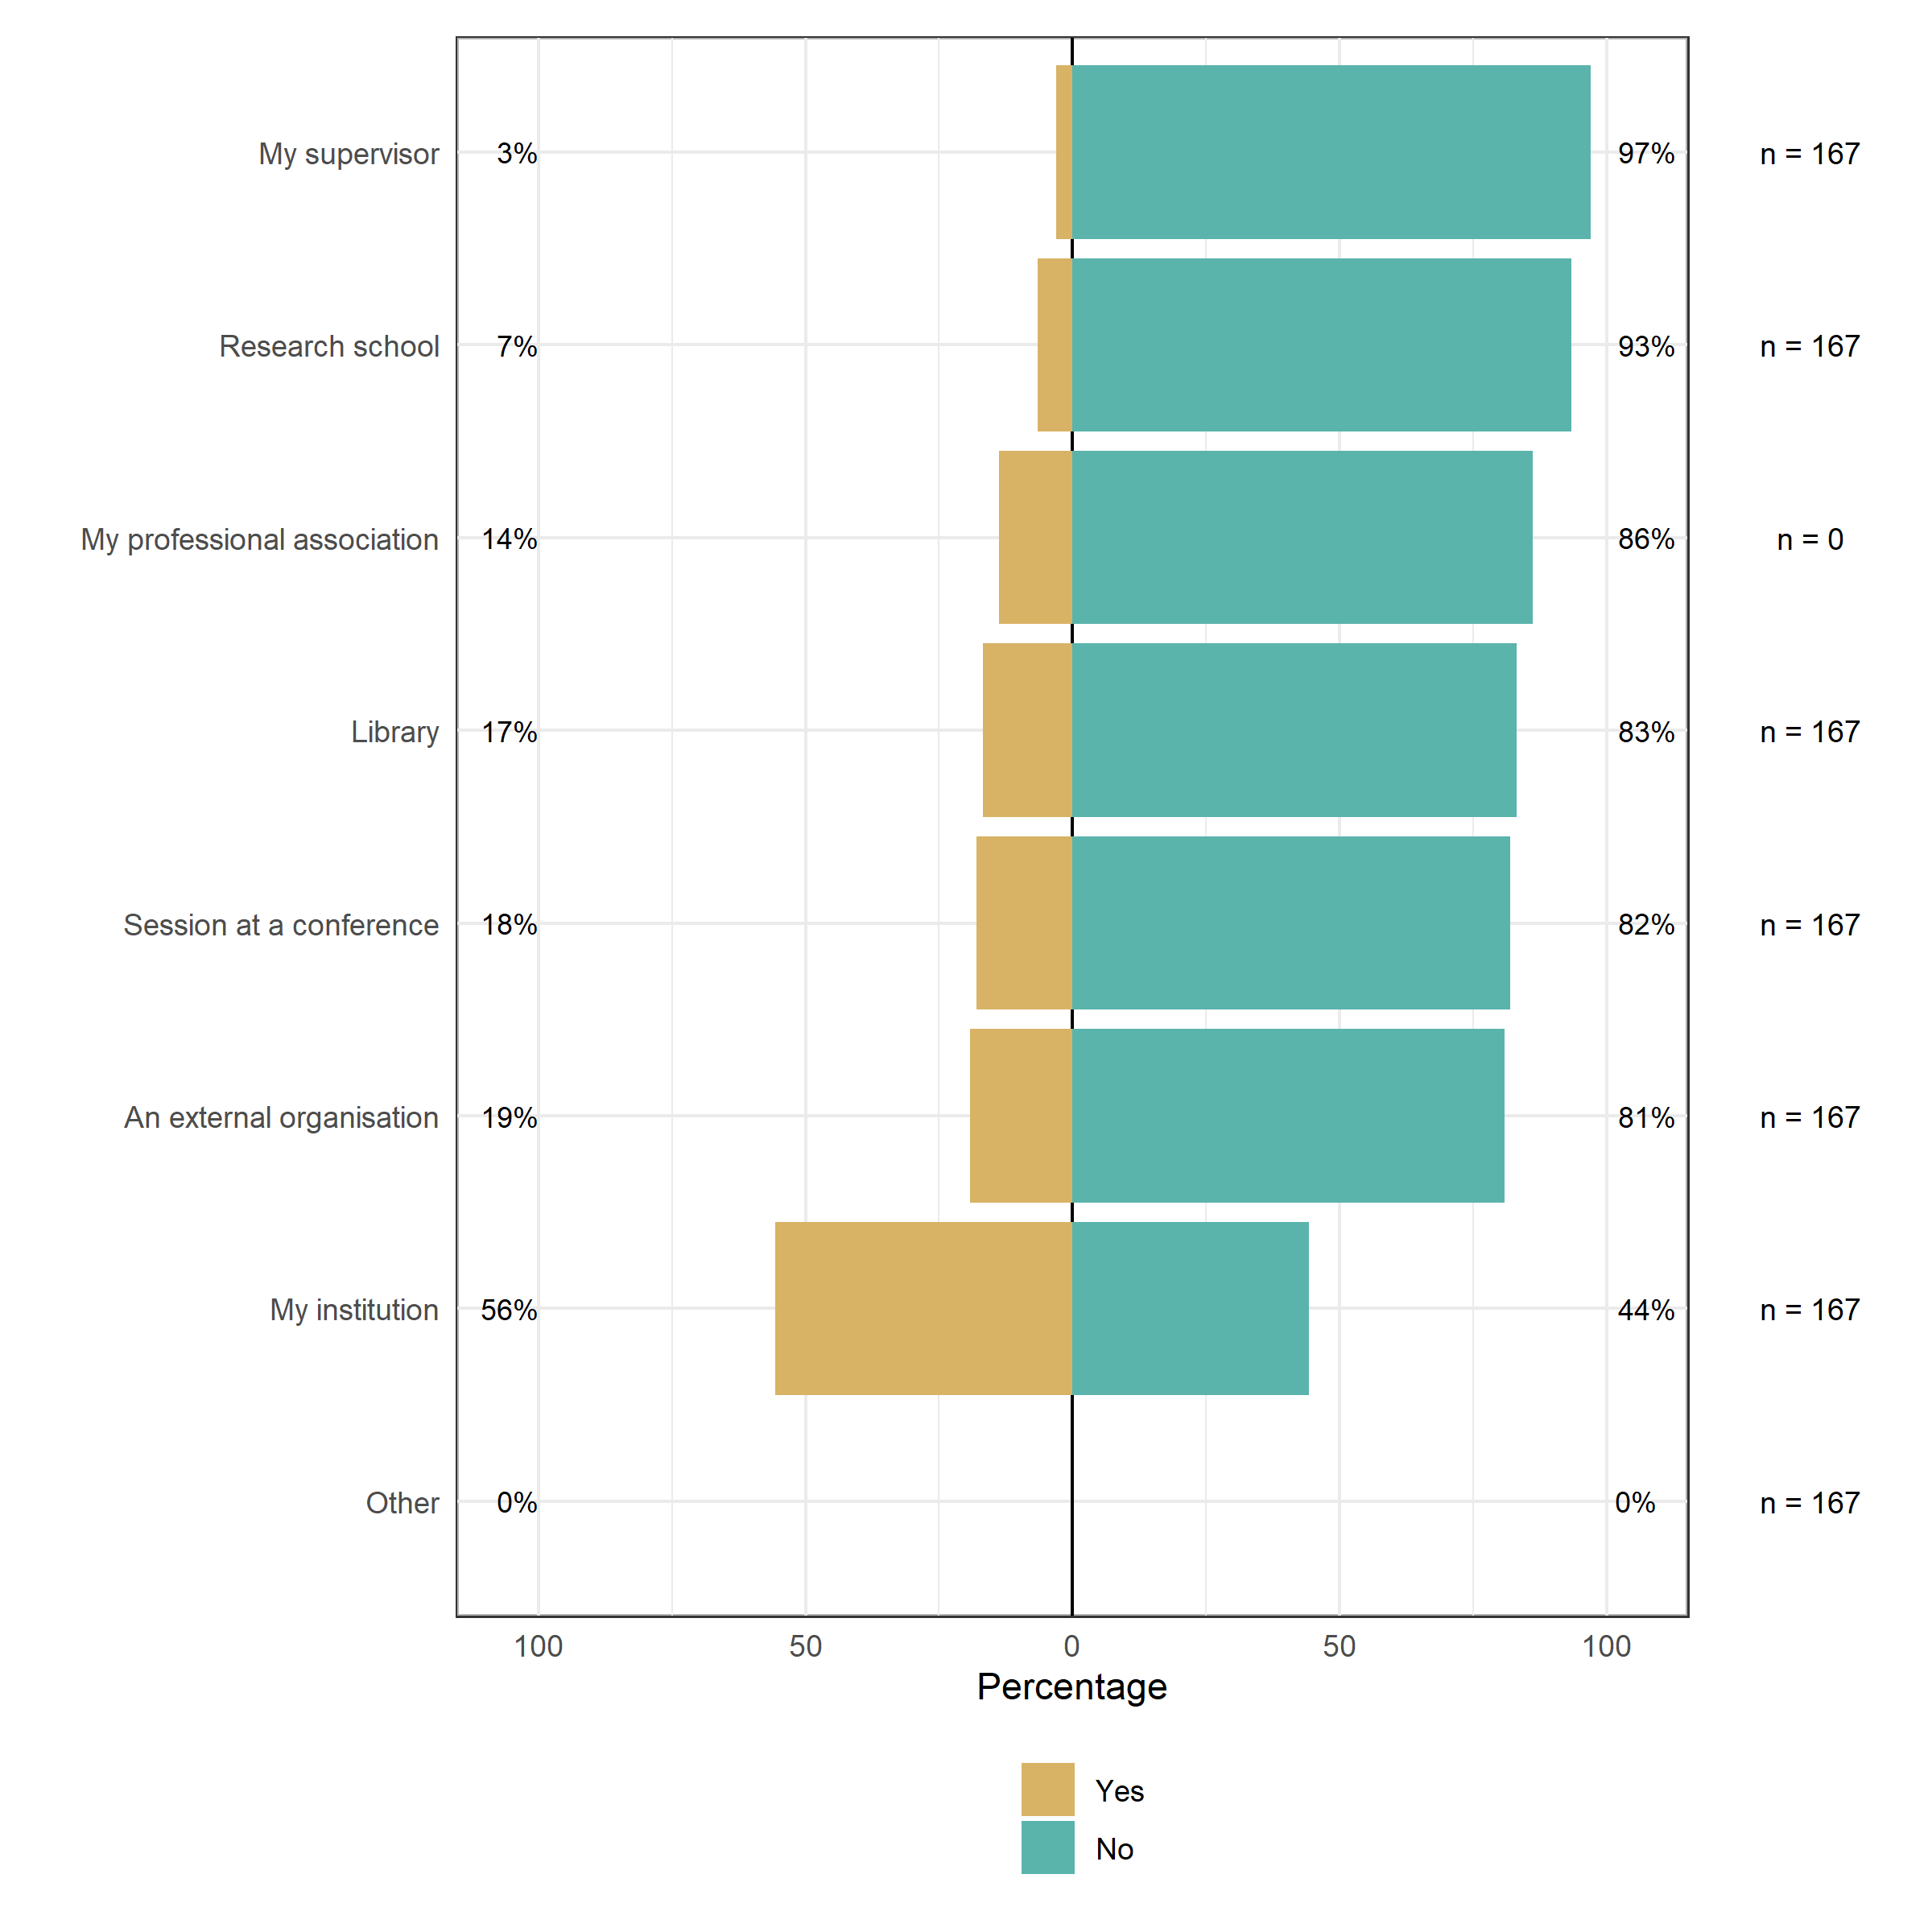 My supervisor 3% 97% n = 167
Research school 7% 93% n = 167
My professional association 14% 86% n = 0
Library 17% 83% n = 167
Session at a conference 18% 82% n = 167
An external organisation 19% 81% n = 167
My institution 56% 44% n = 167
Other 0% 0% n = 167
100 50 0 50 100
Percentage
Yes
No